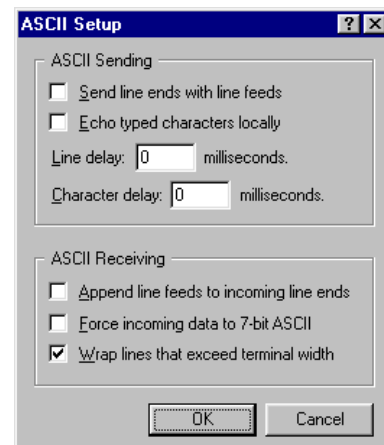 ASCII Setup
ASCII Sending
Send line ends with line feeds
Echo typed characters locally
Line delay: 0 milliseconds.
Character delay: 0 milliseconds.
ASCII Receiving
Append line feeds to incoming line ends
Force incoming data to 7-bit ASCII
Wrap lines that exceed terminal width
OK Cancel